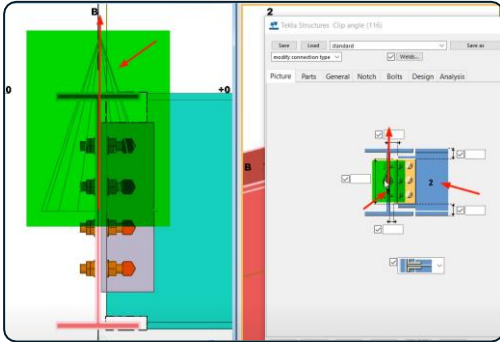 B
0
+0
2
B
Tekla Structures Clip angle (116)
Save Load standard Save as
modify connection type Welds...
Picture Parts General Notch Bolts Design Analysis
2